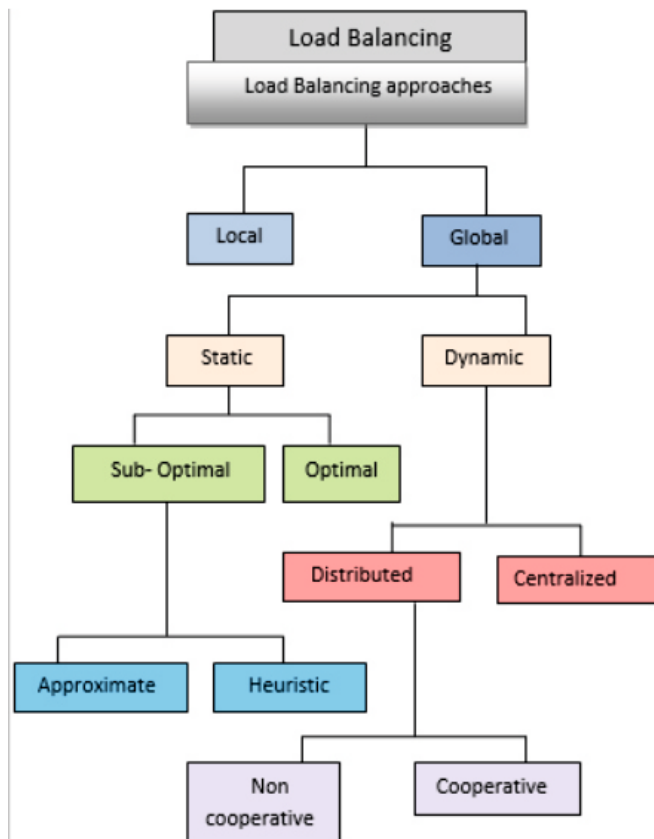 Load Balancing
Load Balancing approaches
Local
Global
Static
Dynamic
Sub- Optimal
Optimal
Distributed
Centralized
Approximate
Heuristic
Non
cooperative
Cooperative